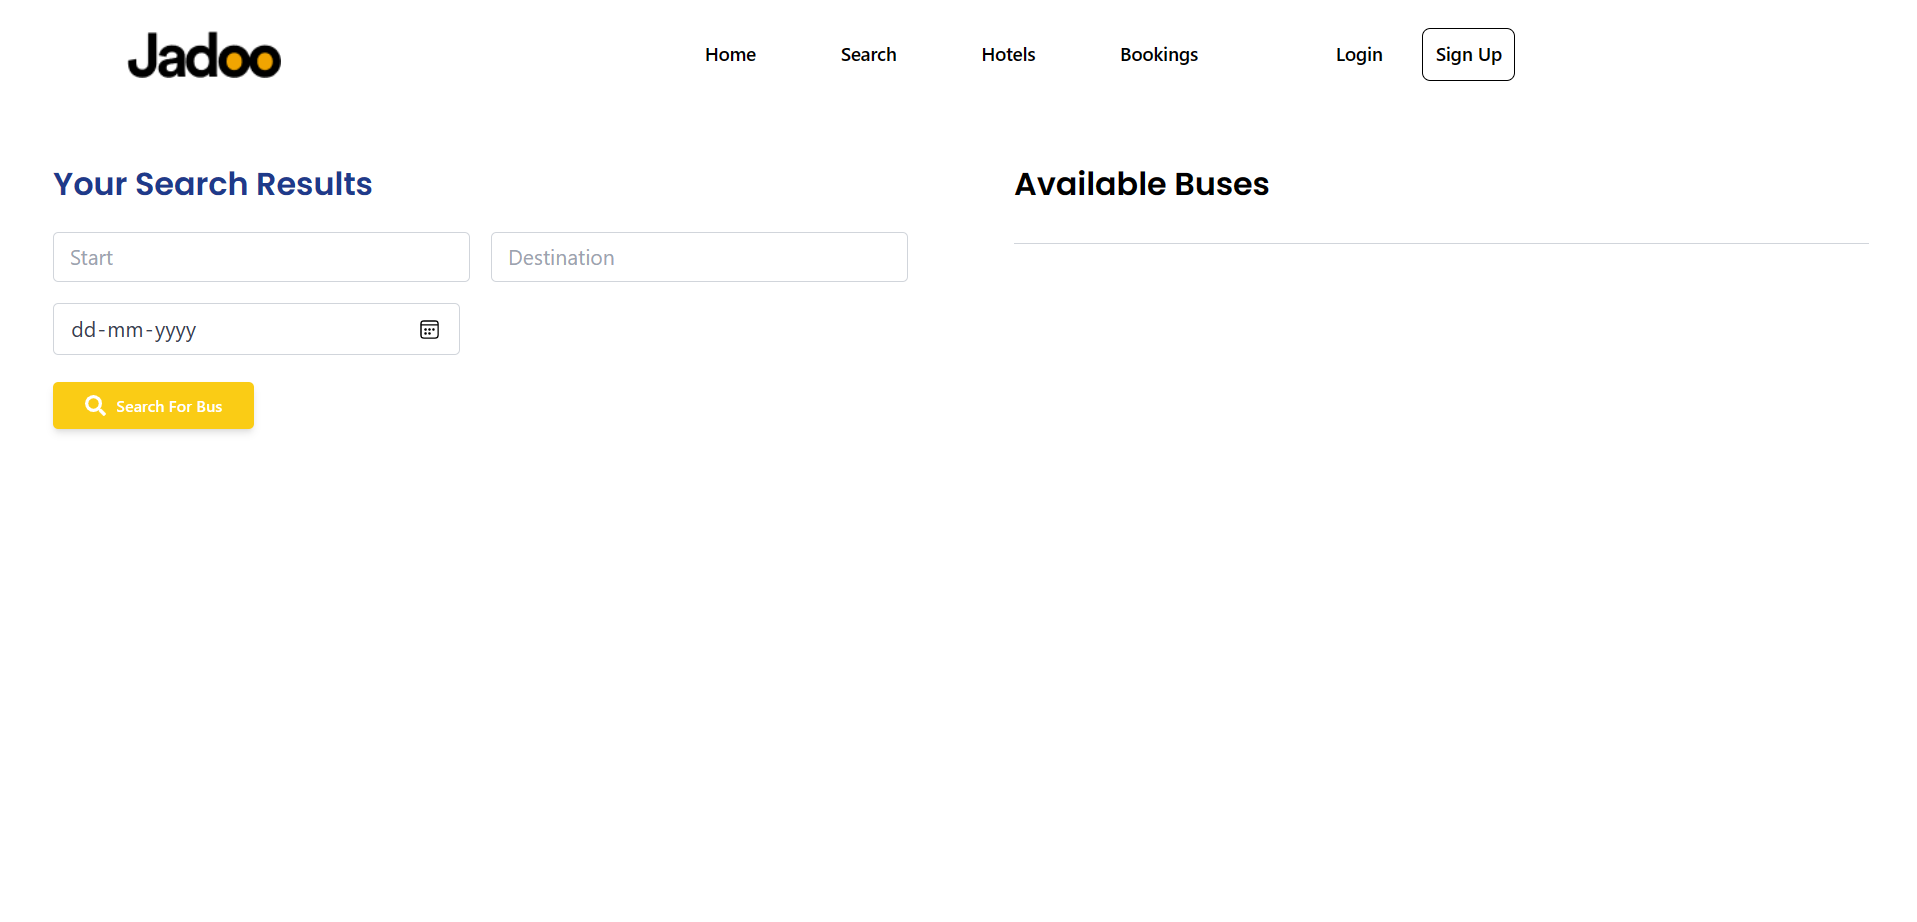 Jadoo
Home Search Hotels Bookings Login Sign Up
Your Search Results
Start Destination
dd-mm-yyyy
Search For Bus
Available Buses